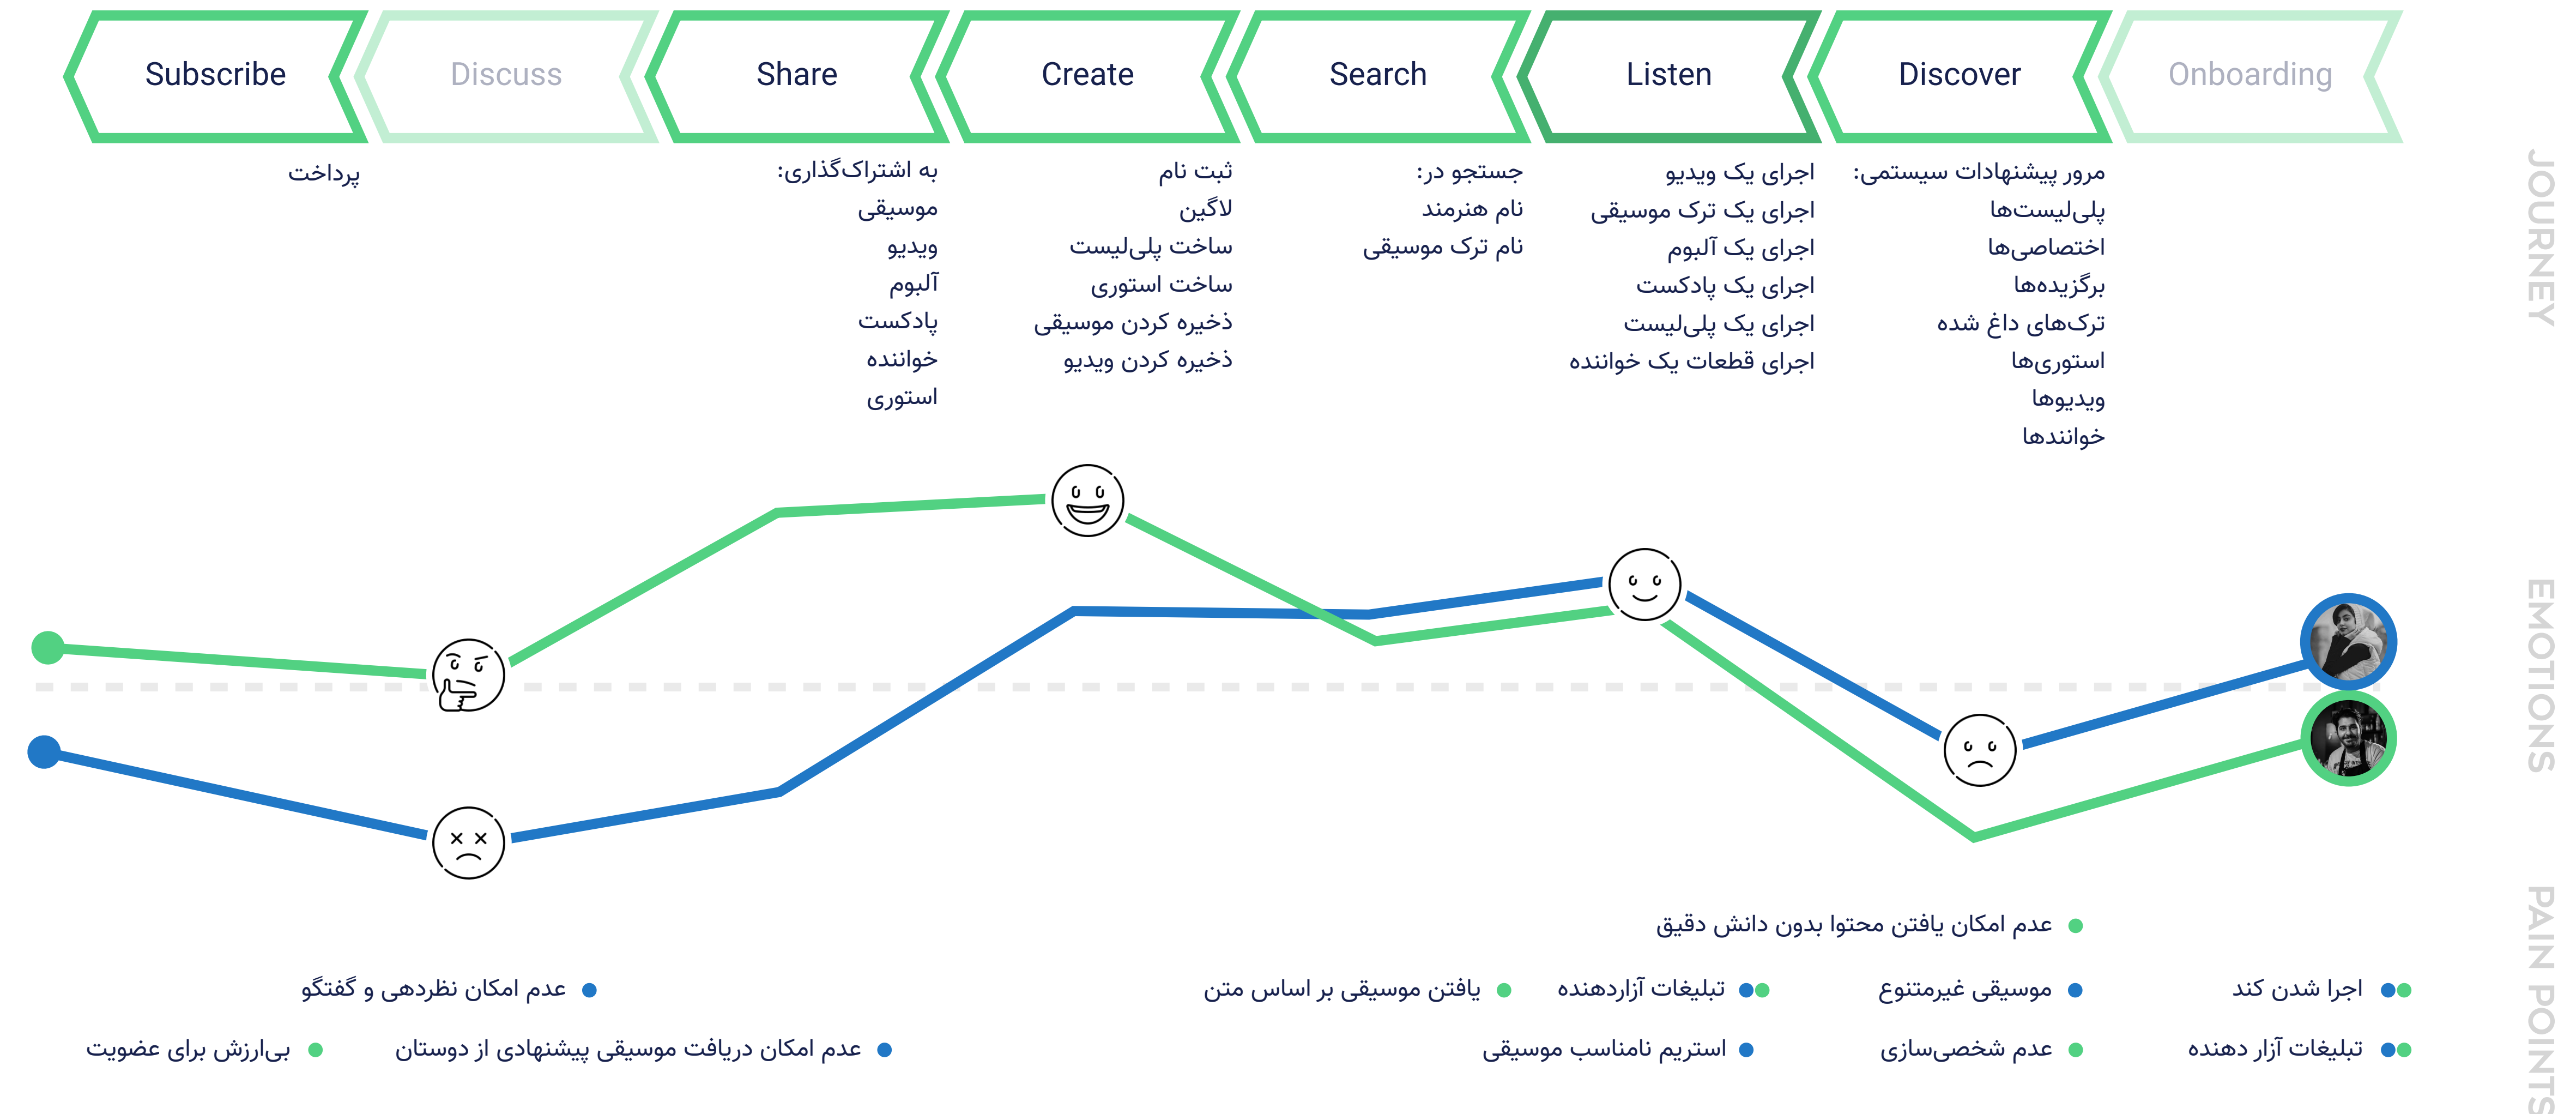 Onboarding
Discover
Listen
Search
Create
Share
Discuss
Subscribe
JOURNEY
مرور پیشنهادات سیستمی:
پلی‌لیست‌ها
اختصاصی‌ها
برگزیده‌ها
ترک‌های داغ شده
استوری‌ها
ویدیوها
خوانندها
اجرای یک ویدیو
اجرای یک ترک موسیقی
اجرای یک آلبوم
اجرای یک پادکست
اجرای یک پلی‌لیست
اجرای قطعات یک خواننده
جستجو در:
نام هنرمند
نام ترک موسیقی
ثبت نام
لاگین
ساخت پلی‌لیست
ساخت استوری
ذخیره کردن موسیقی
ذخیره کردن ویدیو
به اشتراک‌گذاری:
موسیقی
ویدیو
آلبوم
پادکست
خواننده
استوری
پرداخت
EMOTIONS
PAIN POINTS
اجرا شدن کند
تبلیغات آزار دهنده
عدم امکان یافتن محتوا بدون دانش دقیق
موسیقی غیرمتنوع
عدم شخصی‌سازی
تبلیغات آزاردهنده
استریم نامناسب موسیقی
یافتن موسیقی بر اساس متن
عدم امکان دریافت موسیقی پیشنهادی از دوستان
عدم امکان نظردهی و گفتگو
بی‌ارزش برای عضویت